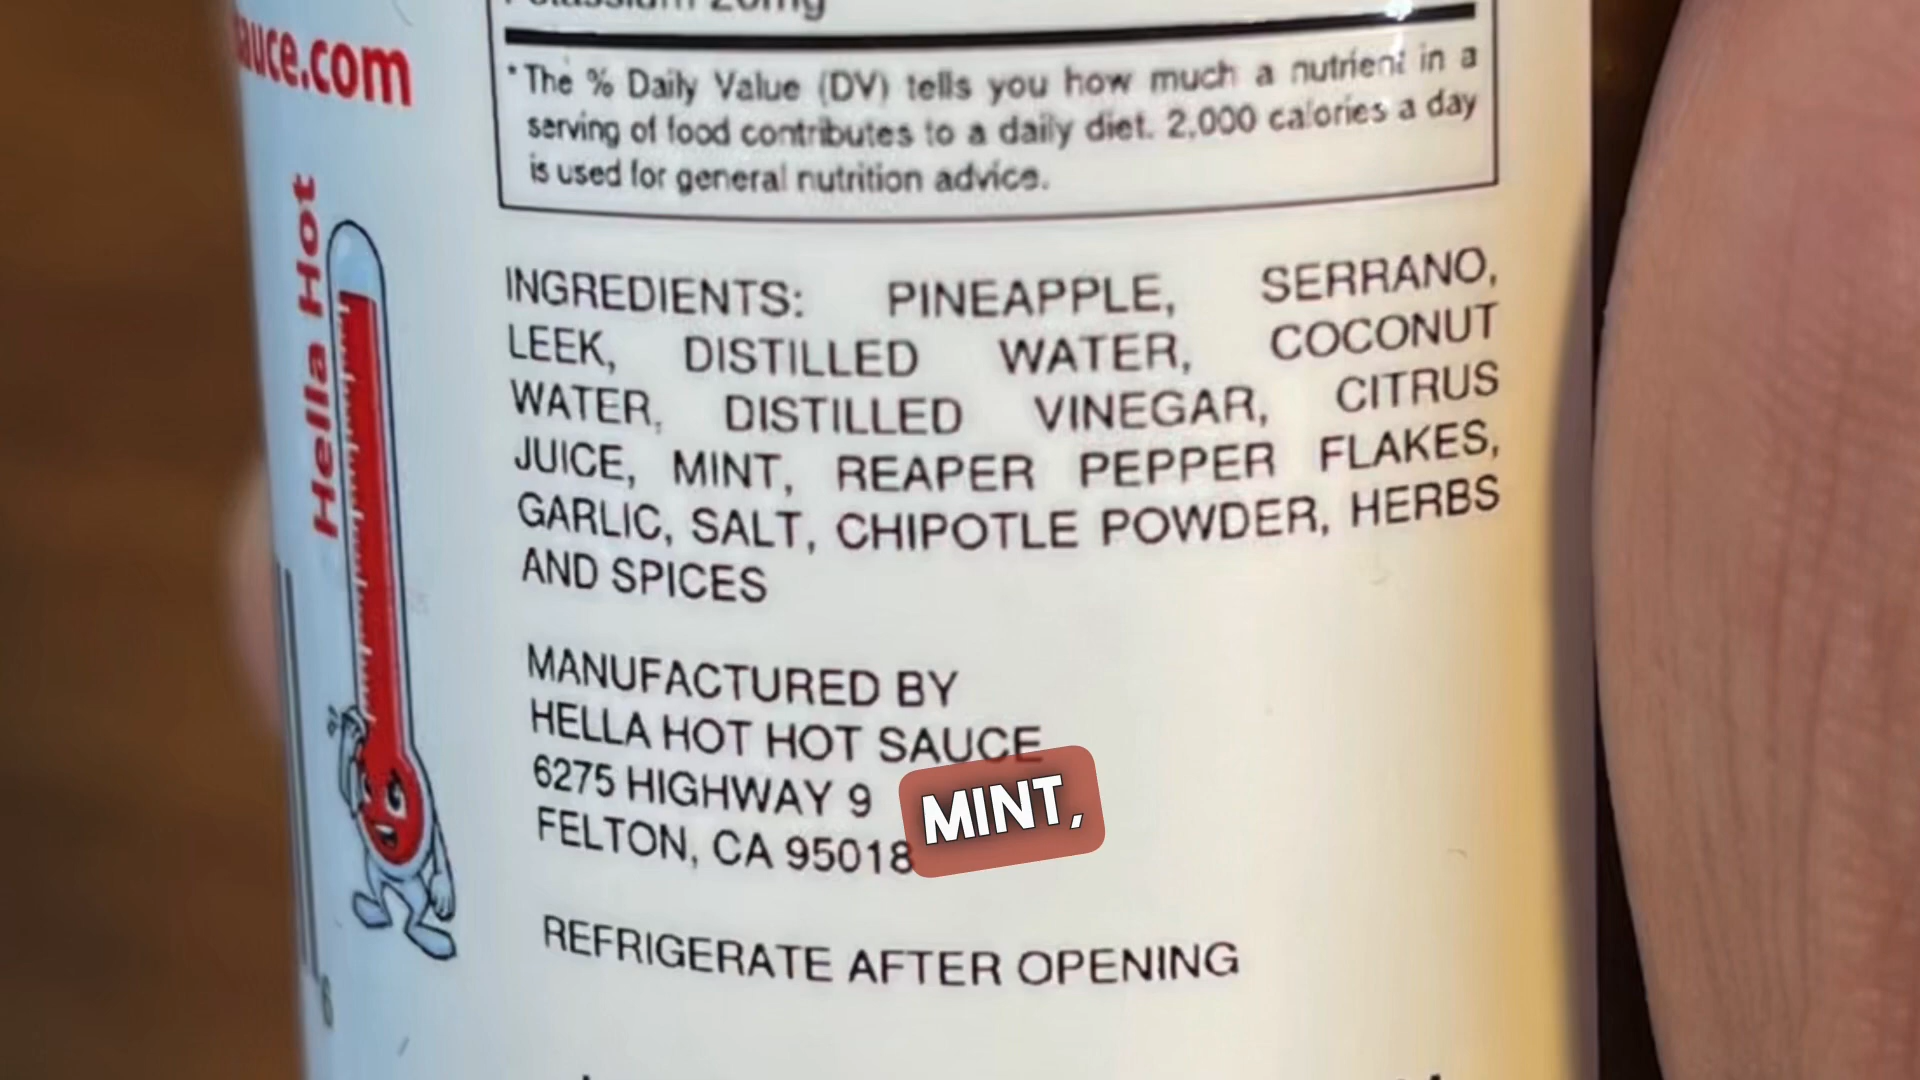 Potassium 20mg
auce.com
*The % Daily Value (DV) tells you how much a nutrient in a
serving of food contributes to a daily diet. 2,000 calories a day
is used for general nutrition advice.
Hella Hot
INGREDIENTS: PINEAPPLE, SERRANO,
LEEK, DISTILLED WATER, COCONUT
WATER, DISTILLED VINEGAR, CITRUS
JUICE, MINT, REAPER PEPPER FLAKES,
GARLIC, SALT, CHIPOTLE POWDER, HERBS
AND SPICES
MANUFACTURED BY
HELLA HOT HOT SAUCE
6275 HIGHWAY 9
FELTON, CA 95018
MINT,
REFRIGERATE AFTER OPENING
6